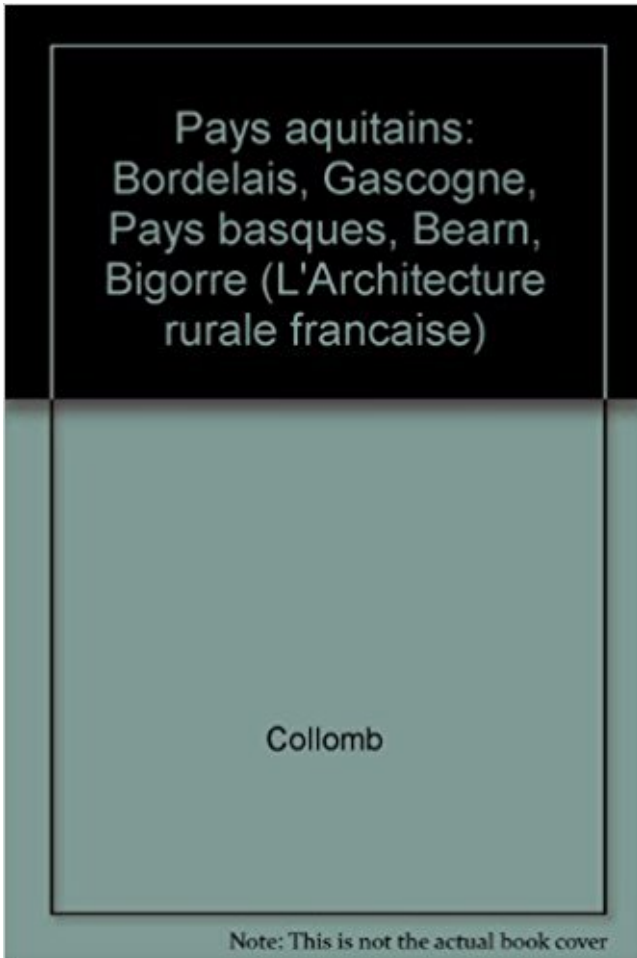 Pays aquitains:
Bordelais, Gascogne,
Pays basques, Bearn,
Bigorre (L'Architecture
rurale francaise)
Collomb
Note: This is not the actual book cover